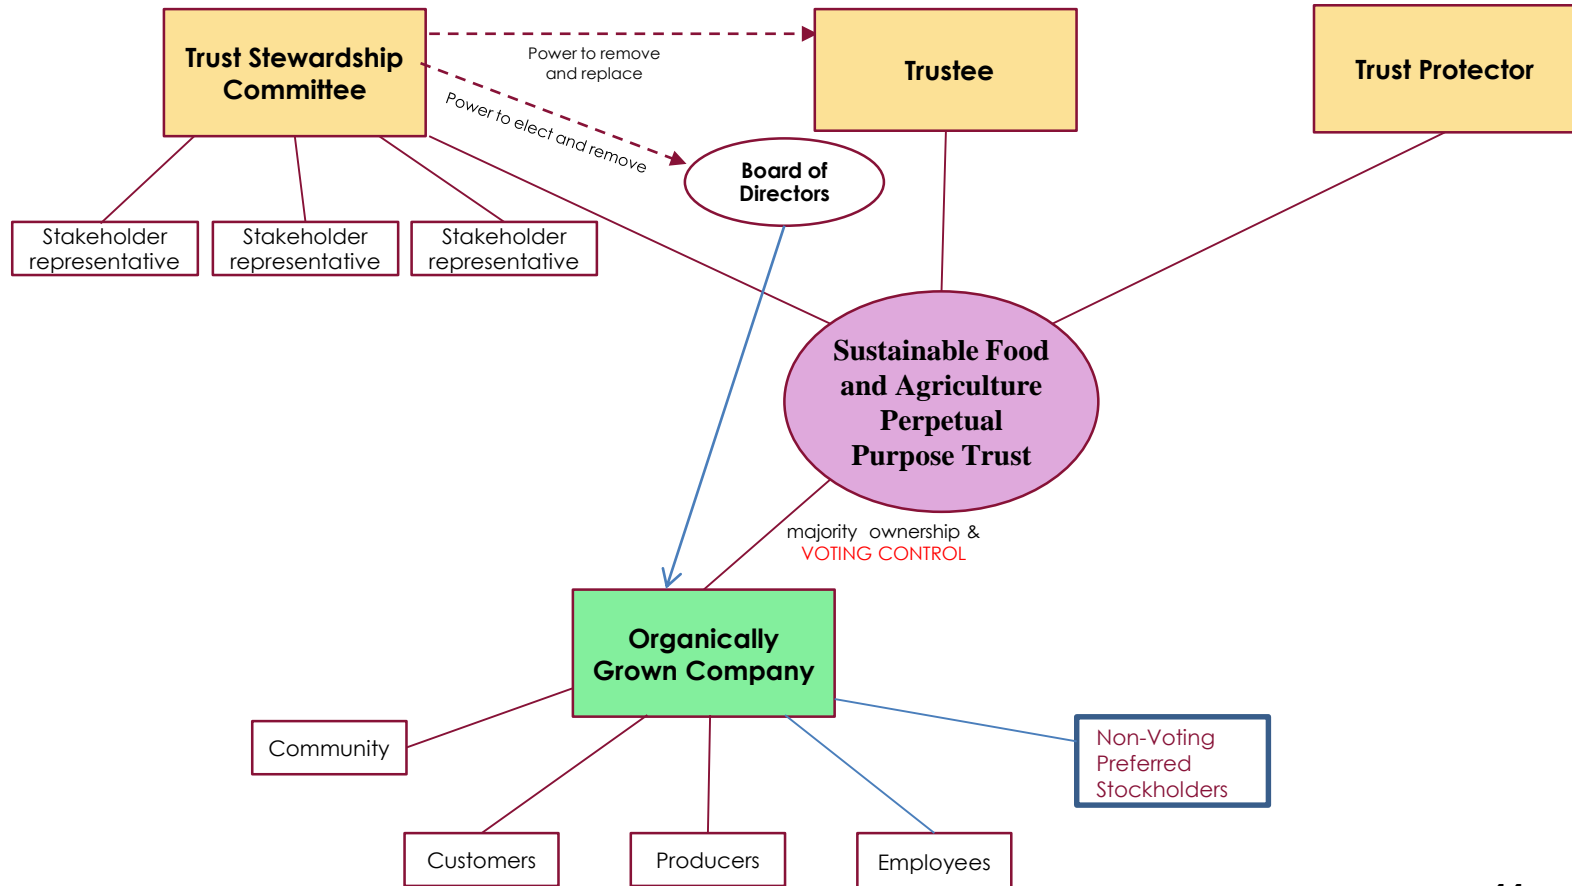 Trust Stewardship
Committee
Power to remove
and replace
Trustee
Trust Protector
Power to elect and remove
Board of
Directors
Stakeholder
representative
Stakeholder
representative
Stakeholder
representative
Sustainable Food
and Agriculture
Perpetual
Purpose Trust
majority ownership &
VOTING CONTROL
Organically
Grown Company
Community
Non-Voting
Preferred
Stockholders
Customers
Producers
Employees